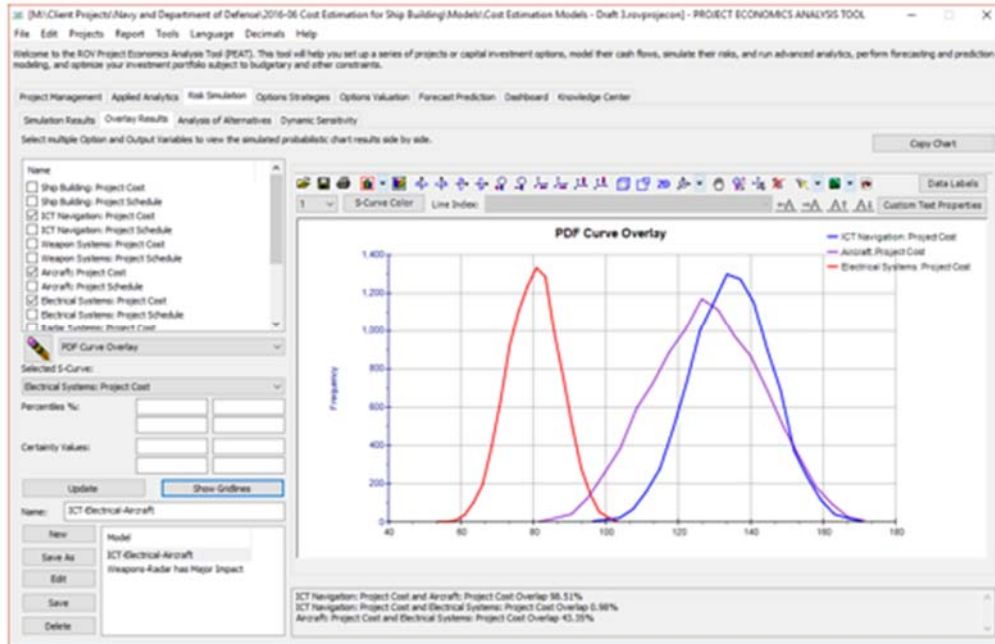 [M:\Client Projects\Navy and Department of Defence\2016-06 Cost Estimation for Ship Building\Models\Cost Estimation Models - Draft 3.rovprojecon] - PROJECT ECONOMICS ANALYSIS TOOL
File Edit Projects Report Tools Language Decimals Help
Welcome to the ROV Project Economics Analysis Tool (PEAT). This tool will help you set up a series of projects or capital investment options, model their cash flows, simulate their risks, and run advanced analytics, perform forecasting and prediction
modeling, and optimize your investment portfolio subject to budgetary and other constraints.
Project Management Applied Analytics Risk Simulation Options Strategies Options Valuation Forecast Prediction Dashboard Knowledge Center
Simulation Results Overlay Results Analysis of Alternatives Dynamic Sensitivity
Select multiple Option and Output Variables to view the simulated probabilistic chart results side by side.
Copy Chart
Name
Ship Building: Project Cost
Ship Building: Project Schedule
ICT Navigation: Project Cost
ICT Navigation: Project Schedule
Weapon Systems: Project Cost
Weapon Systems: Project Schedule
Aircraft: Project Cost
Aircraft: Project Schedule
Electrical Systems: Project Cost
Electrical Systems: Project Schedule
Radar Systems: Project Cost
PDF Curve Overlay
Selected S-Curve:
Electrical Systems: Project Cost
Percentiles %:
Certainty Values:
Update Show Gridlines
Name: ICT-Electrical-Aircraft
New
Save As
Edit
Save
Delete
Model
ICT-Electrical-Aircraft
Weapons-Radar has Major Impact
Data Labels
1 S-Curve Color Line Index: Custom Text Properties
PDF Curve Overlay
ICT Navigation: Project Cost
Aircraft: Project Cost
Electrical Systems: Project Cost
Frequency
1,400
1,200
1,000
800
600
400
200
0
40 60 80 100 120 140 160 180
ICT Navigation: Project Cost and Aircraft: Project Cost Overlap 98.51%
ICT Navigation: Project Cost and Electrical Systems: Project Cost Overlap 0.98%
Aircraft: Project Cost and Electrical Systems: Project Cost Overlap 43.35%